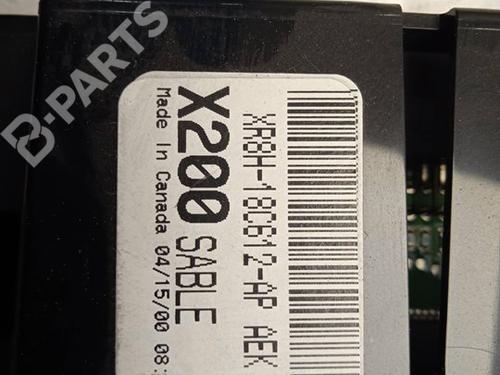 B-PARTS
XR8H-18C612-AP AEK
X200 SABLE
Made In Canada 04/15/00 08: